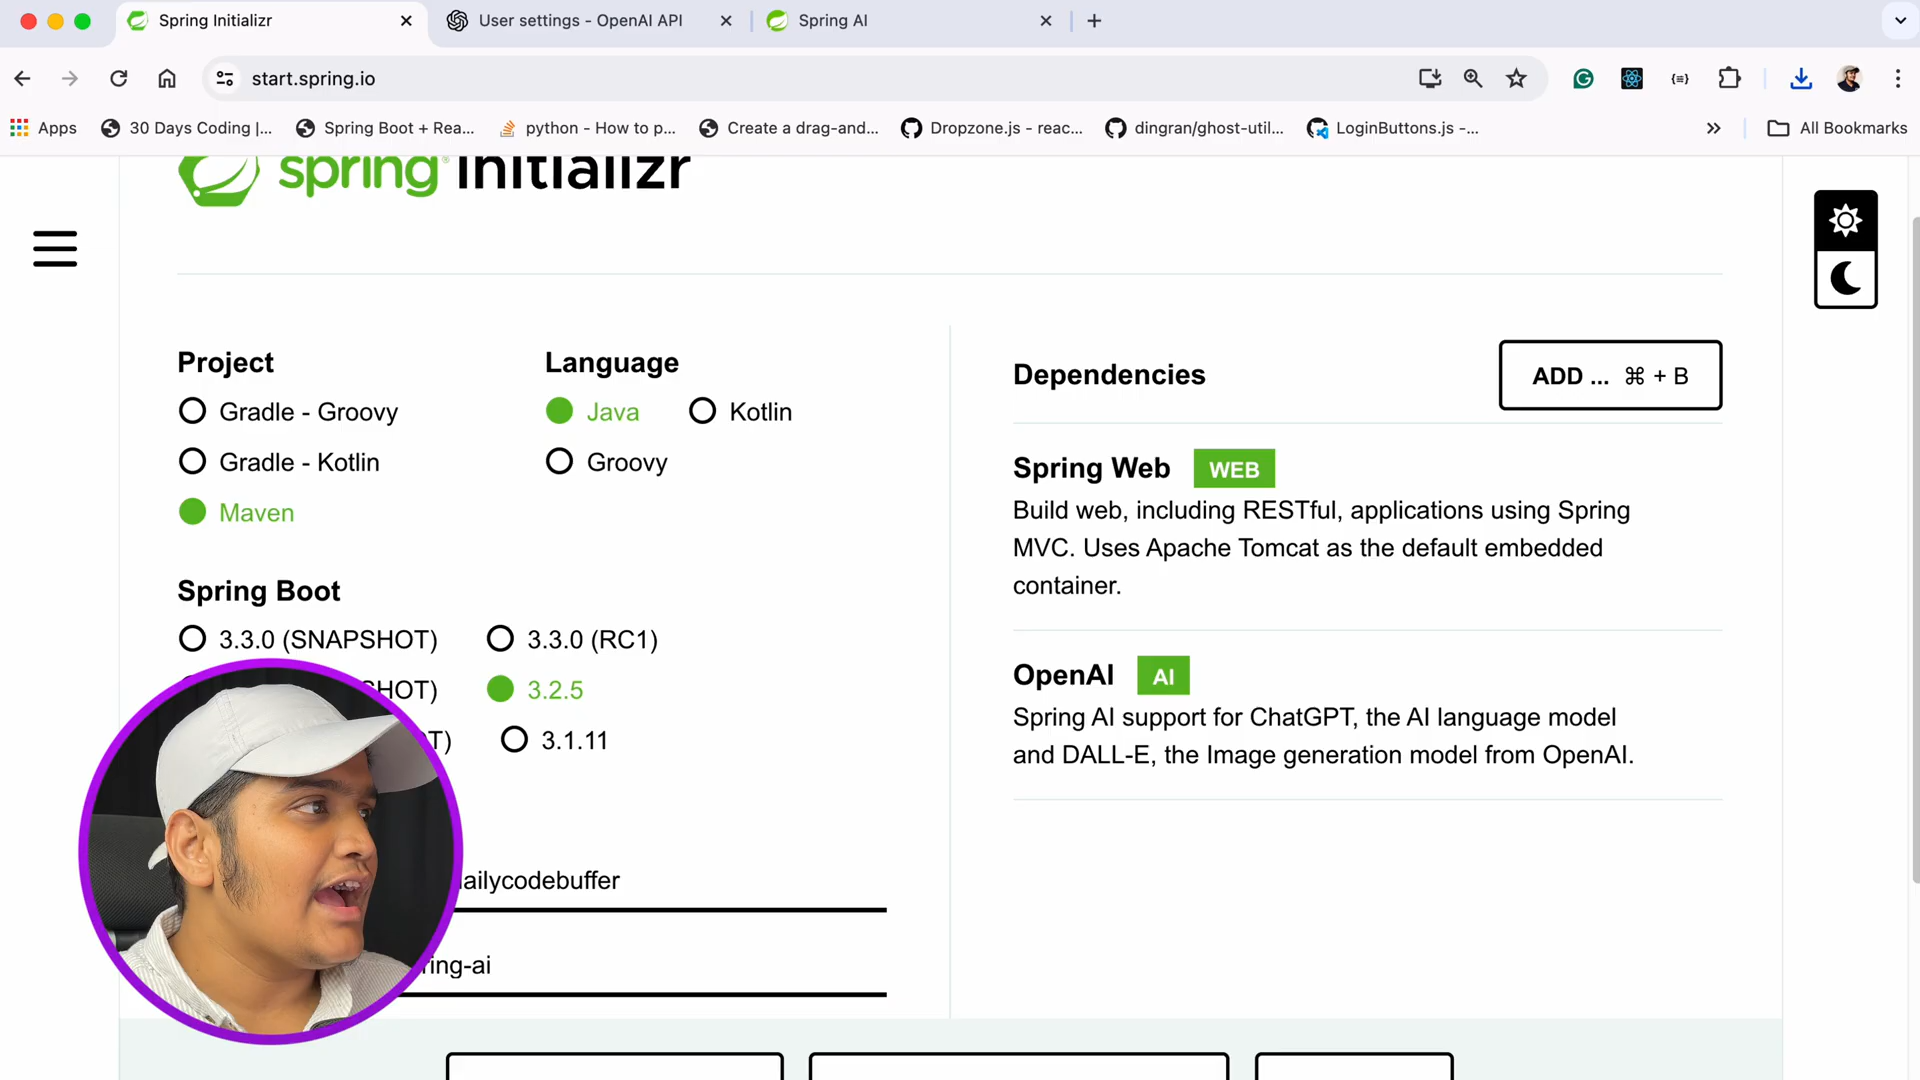 Spring Initializr
User settings - OpenAI API
Spring AI
start.spring.io
Apps
30 Days Coding |...
Spring Boot + Rea...
python - How to p...
Create a drag-and...
Dropzone.js - reac...
dingran/ghost-util...
LoginButtons.js -...
All Bookmarks
spring initializr
Project
Gradle - Groovy
Gradle - Kotlin
Maven
Language
Java
Kotlin
Groovy
Spring Boot
3.3.0 (SNAPSHOT)
3.3.0 (RC1)
HOT)
3.2.5
T)
3.1.11
ailycodebuffer
ring-ai
Dependencies
ADD ... ⌘ + B
Spring Web WEB
Build web, including RESTful, applications using Spring
MVC. Uses Apache Tomcat as the default embedded
container.
OpenAI AI
Spring AI support for ChatGPT, the AI language model
and DALL-E, the Image generation model from OpenAI.